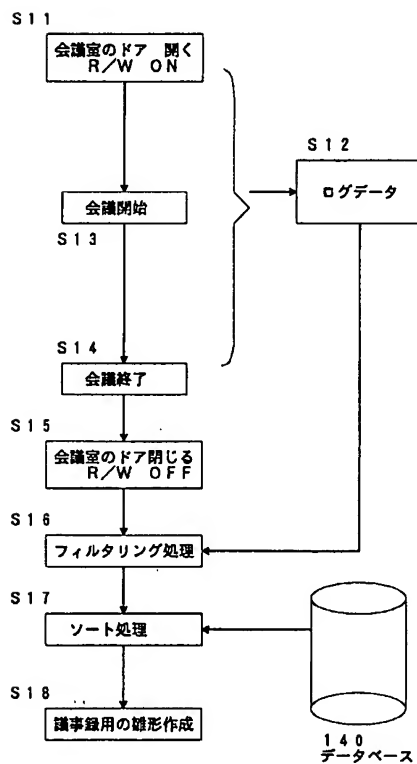 S11
会議室のドア 開く
R/W ON
S12
ログデータ
会議開始
S13
S14
会議終了
S15
会議室のドア閉じる
R/W OFF
S16
フィルタリング処理
S17
ソート処理
S18
議事録用の雛形作成
140
データベース